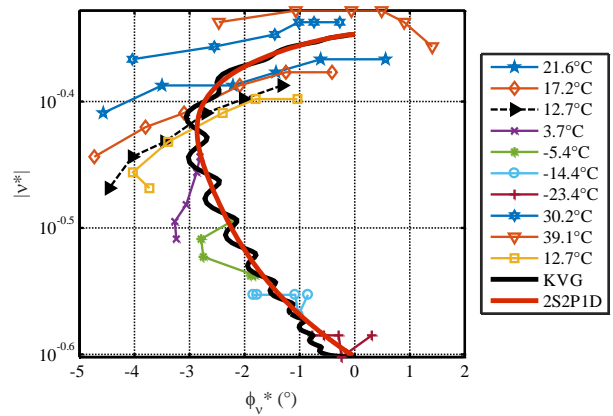 10^-0.4
10^-0.5
10^-0.6
|ν*|
-5 -4 -3 -2 -1 0 1 2
ϕν* (°)
21.6°C
17.2°C
12.7°C
3.7°C
-5.4°C
-14.4°C
-23.4°C
30.2°C
39.1°C
12.7°C
KVG
2S2P1D